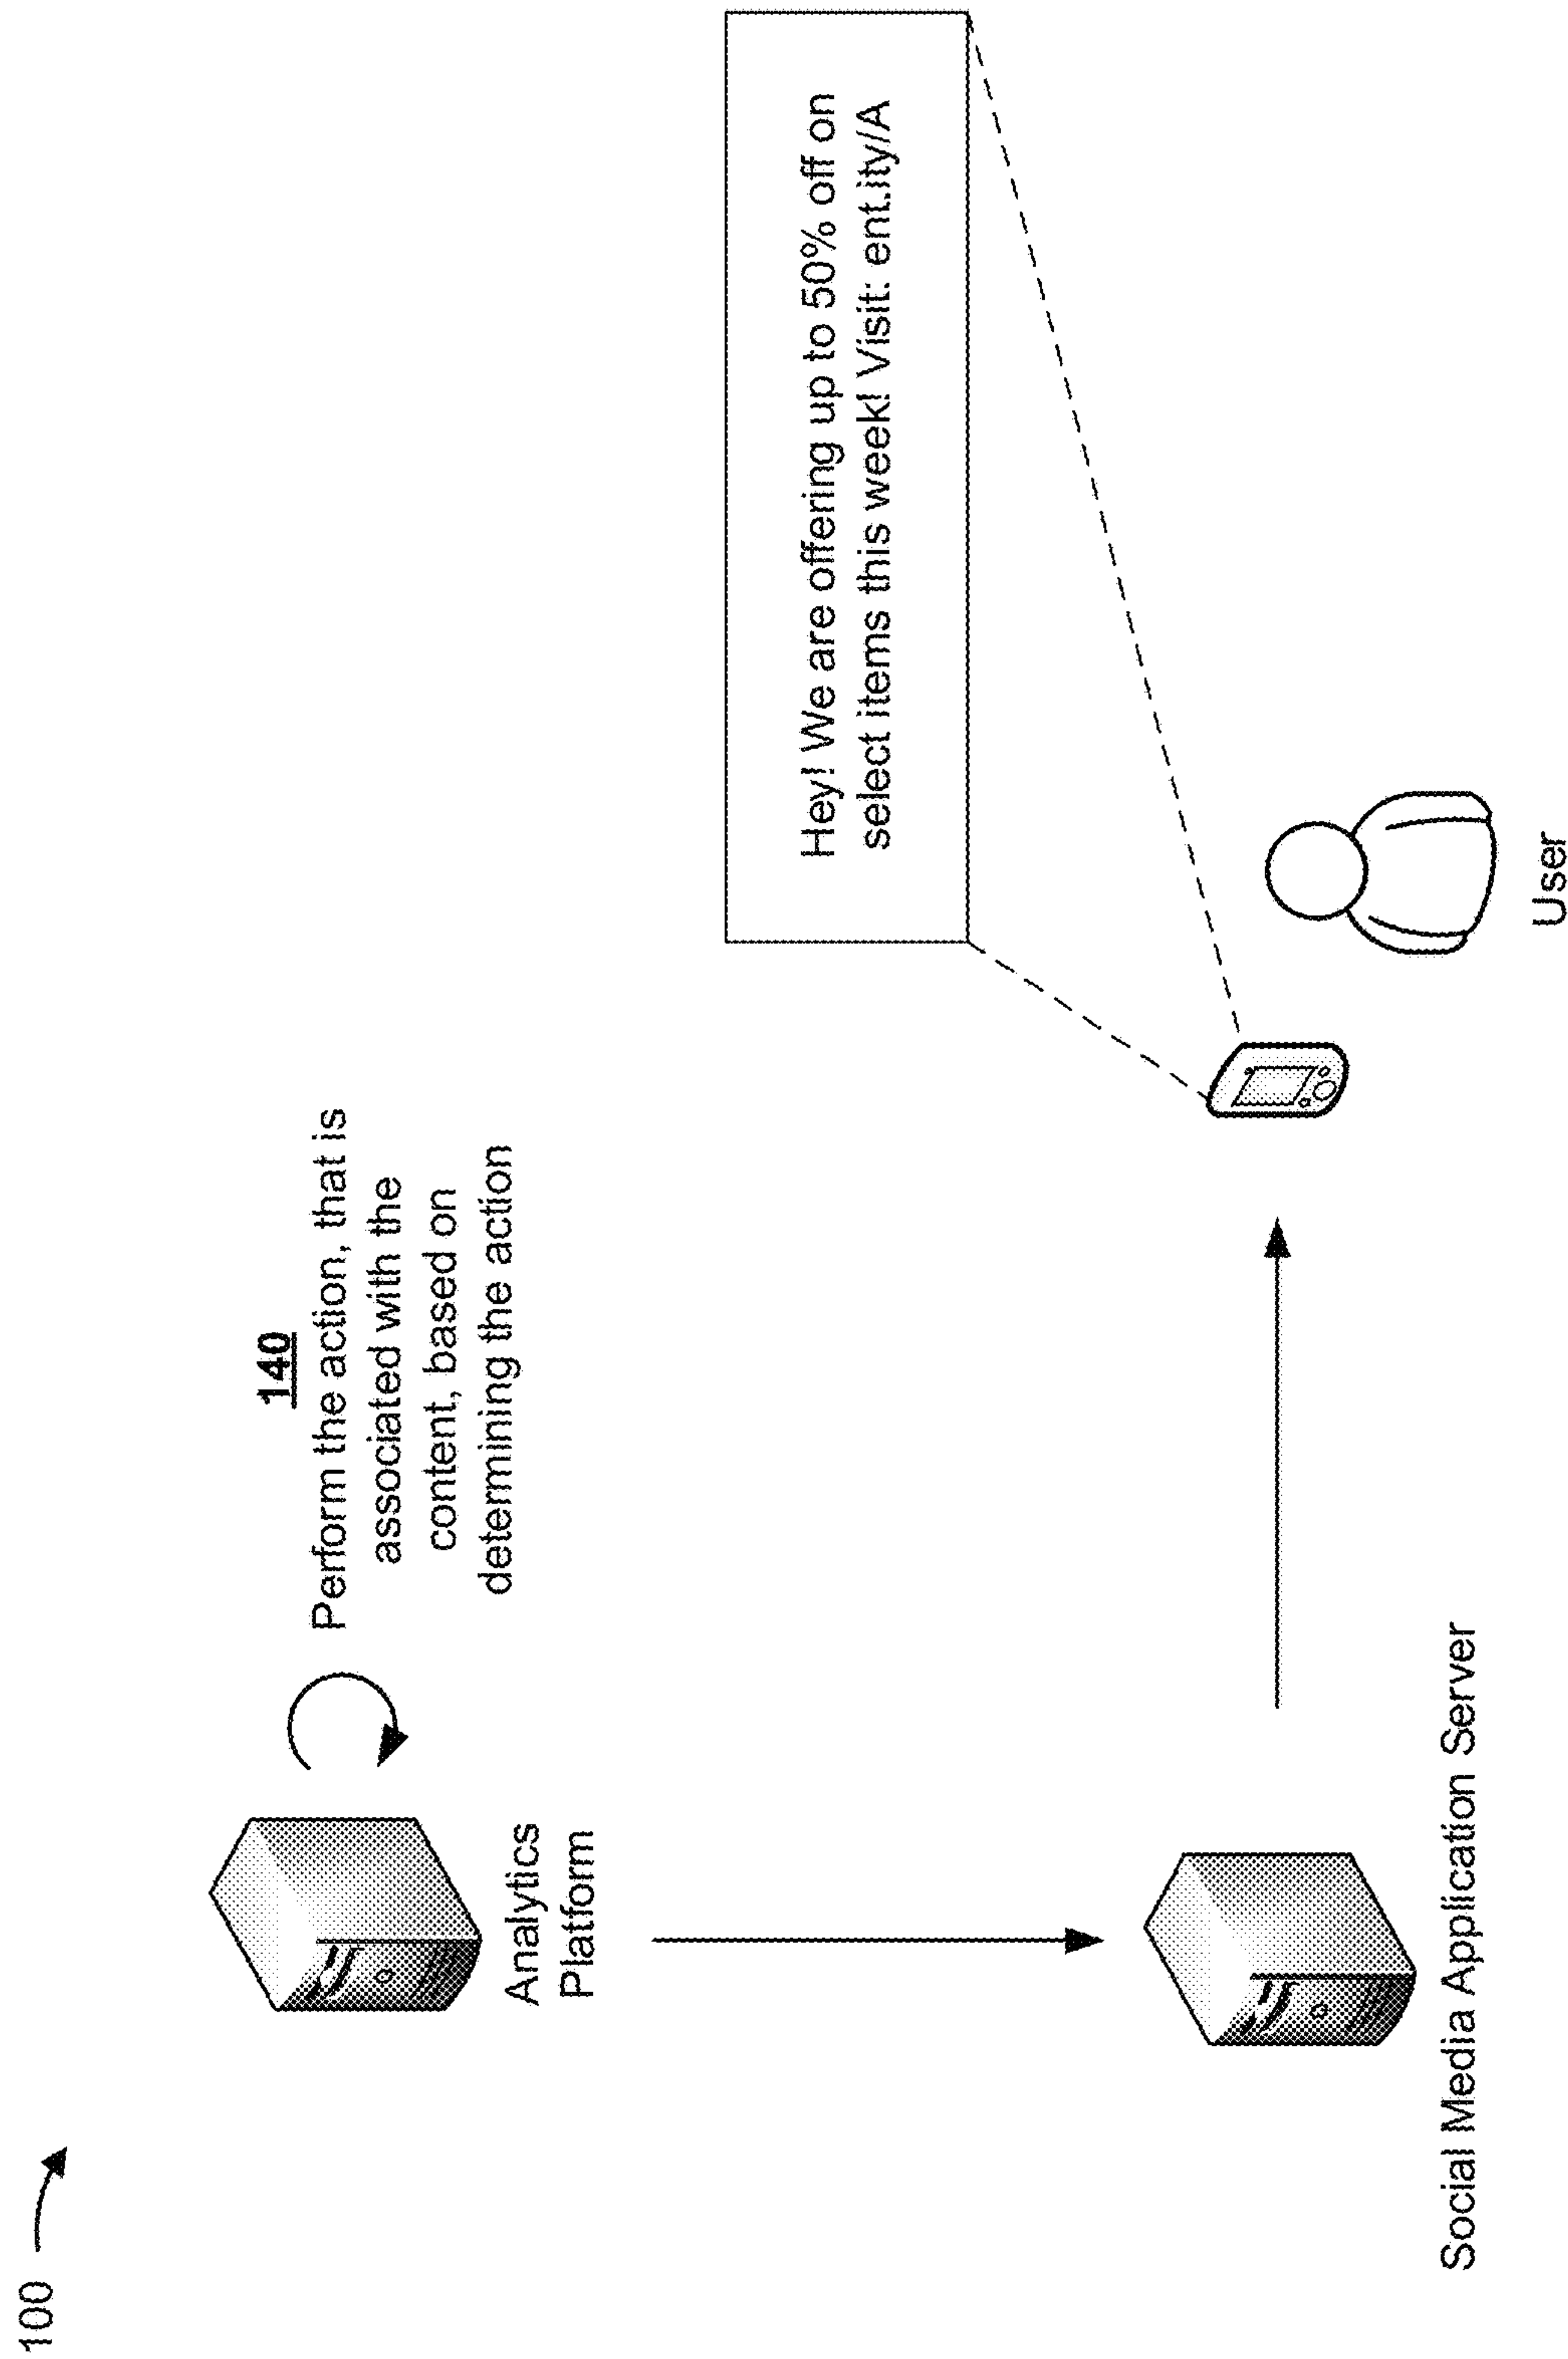 100
140
Perform the action, that is
associated with the
content, based on
determining the action
Analytics
Platform
Hey! We are offering up to 50% off on
select items this week! Visit: ent.ity/A
Social Media Application Server
User